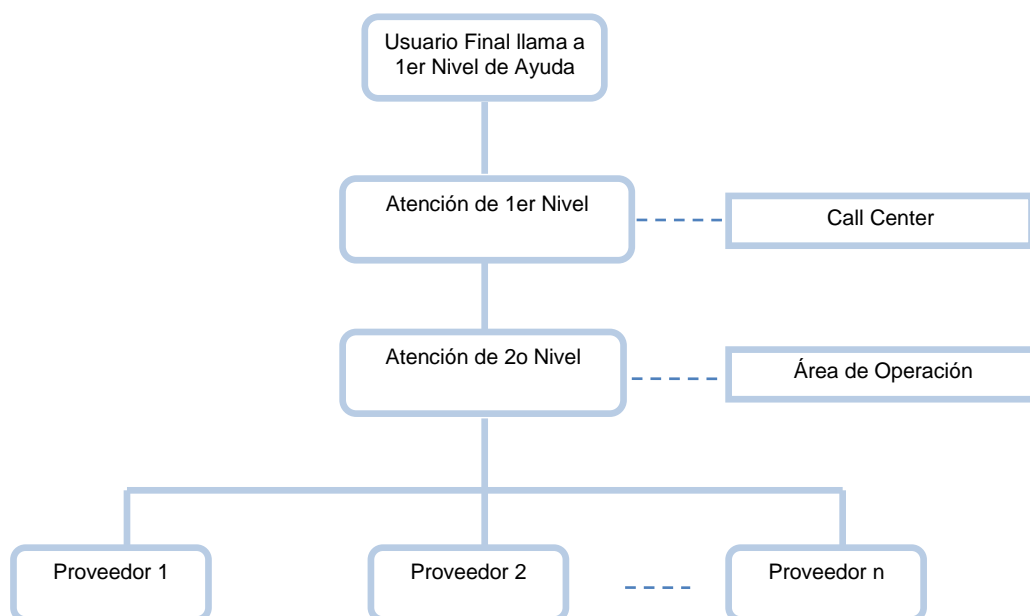 Usuario Final llama a
1er Nivel de Ayuda
Atención de 1er Nivel
Call Center
Atención de 2o Nivel
Área de Operación
Proveedor 1
Proveedor 2
Proveedor n